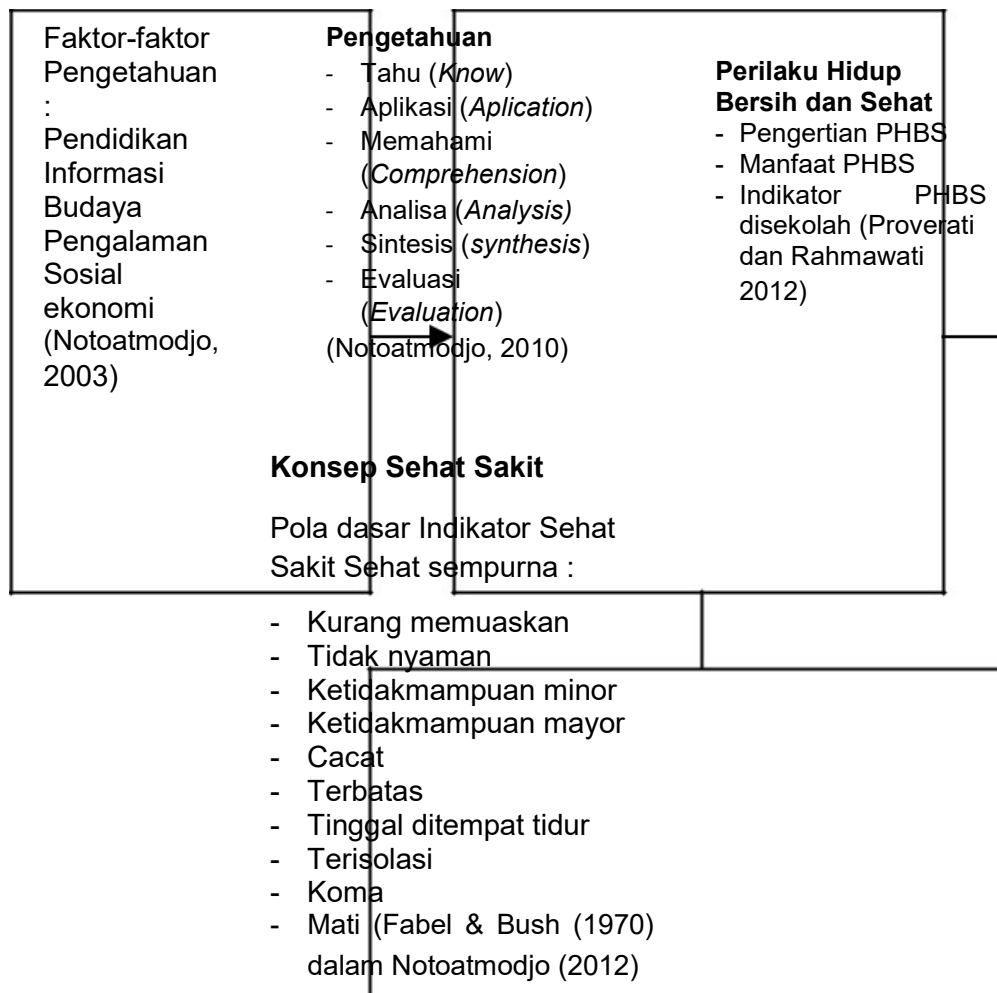 Faktor-faktor
Pengetahuan
:
Pendidikan
Informasi
Budaya
Pengalaman
Sosial
ekonomi
(Notoatmodjo,
2003)
Pengetahuan
- Tahu (Know)
- Aplikasi (Aplication)
- Memahami
(Comprehension)
- Analisa (Analysis)
- Sintesis (synthesis)
- Evaluasi
(Evaluation)
(Notoatmodjo, 2010)
Perilaku Hidup
Bersih dan Sehat
- Pengertian PHBS
- Manfaat PHBS
- Indikator PHBS
disekolah (Proverati
dan Rahmawati
2012)
Konsep Sehat Sakit
Pola dasar Indikator Sehat
Sakit Sehat sempurna :
- Kurang memuaskan
- Tidak nyaman
- Ketidakmampuan minor
- Ketidakmampuan mayor
- Cacat
- Terbatas
- Tinggal ditempat tidur
- Terisolasi
- Koma
- Mati (Fabel & Bush (1970)
dalam Notoatmodjo (2012)